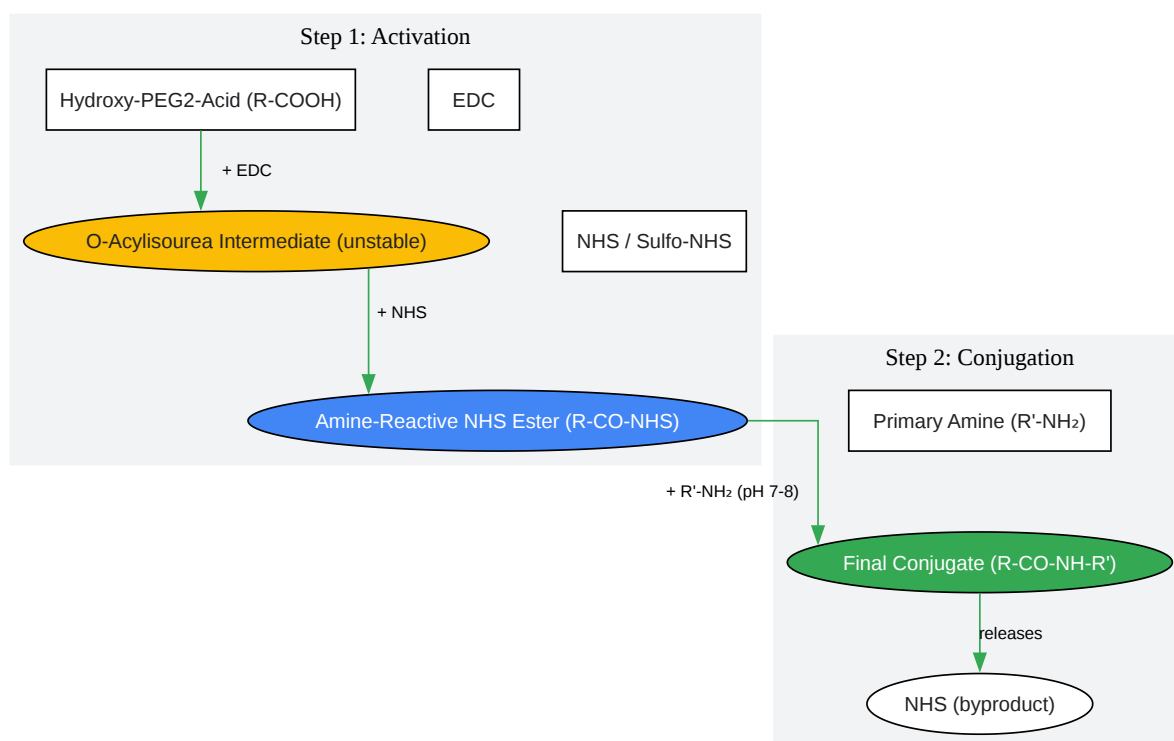 Step 1: Activation
Hydroxy-PEG2-Acid (R-COOH)
EDC
+ EDC
O-Acylisourea Intermediate (unstable)
NHS / Sulfo-NHS
+ NHS
Amine-Reactive NHS Ester (R-CO-NHS)
Step 2: Conjugation
Primary Amine (R'-NH₂)
+ R'-NH₂ (pH 7-8)
Final Conjugate (R-CO-NH-R')
releases
NHS (byproduct)